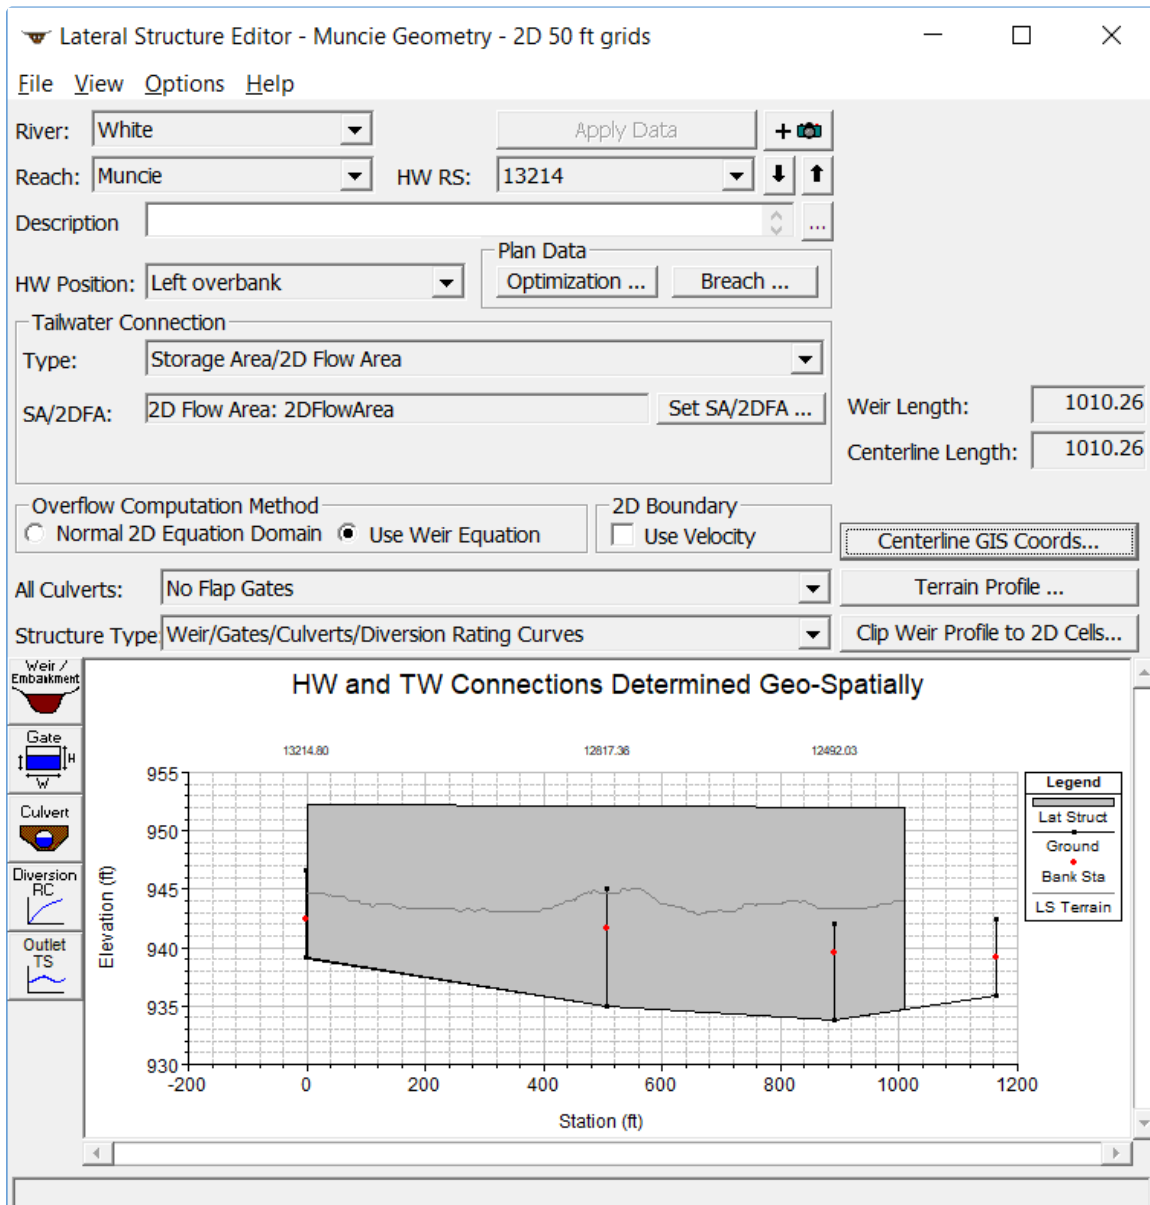 Lateral Structure Editor - Muncie Geometry - 2D 50 ft grids
File View Options Help
River: White Apply Data +
Reach: Muncie HW RS: 13214
Description ...
Plan Data
HW Position: Left overbank Optimization ... Breach ...
Tailwater Connection
Type: Storage Area/2D Flow Area
SA/2DFA: 2D Flow Area: 2DFlowArea Set SA/2DFA ... Weir Length: 1010.26
Centerline Length: 1010.26
Overflow Computation Method 2D Boundary
Normal 2D Equation Domain Use Weir Equation Use Velocity Centerline GIS Coords...
All Culverts: No Flap Gates Terrain Profile ...
Structure Type Weir/Gates/Culverts/Diversion Rating Curves Clip Weir Profile to 2D Cells...
Weir /
Embankment
Gate
H
W
Culvert
Diversion
RC
Outlet
TS
HW and TW Connections Determined Geo-Spatially
13214.80 12817.36 12492.03
955
950
945
940
935
930
Elevation (ft)
-200 0 200 400 600 800 1000 1200
Station (ft)
Legend
Lat Struct
Ground
Bank Sta
LS Terrain